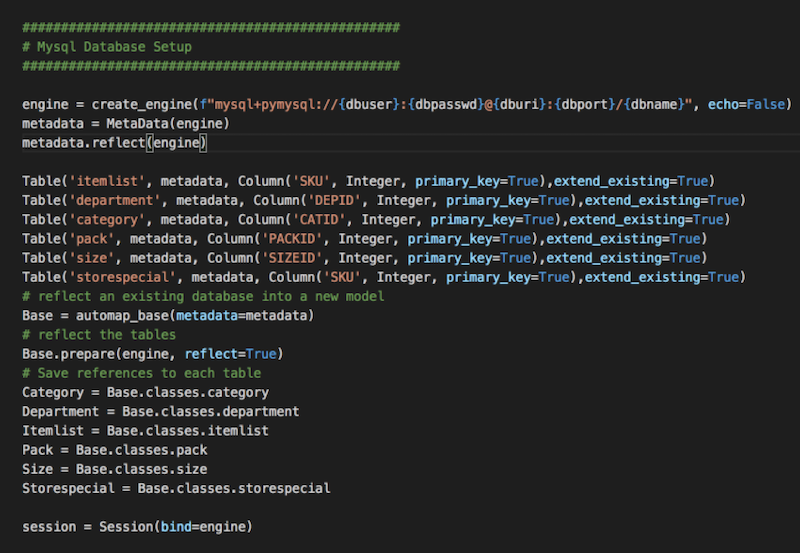 #################################################
# Mysql Database Setup
#################################################
engine = create_engine(f"mysql+pymysql://{dbuser}:{dbpasswd}@{dburi}:{dbport}/{dbname}", echo=False)
metadata = MetaData(engine)
metadata.reflect(engine)
Table('itemlist', metadata, Column('SKU', Integer, primary_key=True),extend_existing=True)
Table('department', metadata, Column('DEPID', Integer, primary_key=True),extend_existing=True)
Table('category', metadata, Column('CATID', Integer, primary_key=True),extend_existing=True)
Table('pack', metadata, Column('PACKID', Integer, primary_key=True),extend_existing=True)
Table('size', metadata, Column('SIZEID', Integer, primary_key=True),extend_existing=True)
Table('storespecial', metadata, Column('SKU', Integer, primary_key=True),extend_existing=True)
# reflect an existing database into a new model
Base = automap_base(metadata=metadata)
# reflect the tables
Base.prepare(engine, reflect=True)
# Save references to each table
Category = Base.classes.category
Department = Base.classes.department
Itemlist = Base.classes.itemlist
Pack = Base.classes.pack
Size = Base.classes.size
Storespecial = Base.classes.storespecial
session = Session(bind=engine)